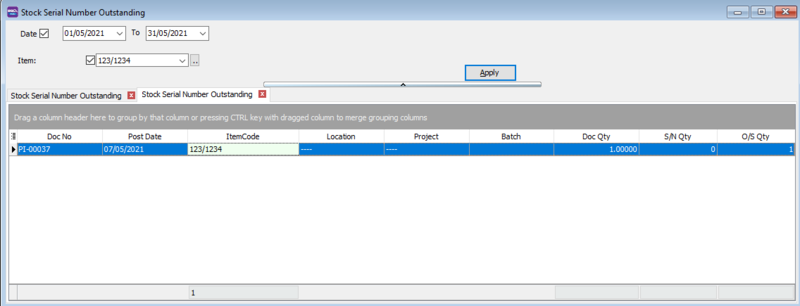 Stock Serial Number Outstanding
Date 01/05/2021 To 31/05/2021
Item: 123/1234 ..
Apply
Stock Serial Number Outstanding Stock Serial Number Outstanding
Drag a column header here to group by that column or pressing CTRL key with dragged column to merge grouping columns
Doc No Post Date ItemCode Location Project Batch Doc Qty S/N Qty O/S Qty
PI-00037 07/05/2021 123/1234 ---- ---- 1.00000 0 1
1